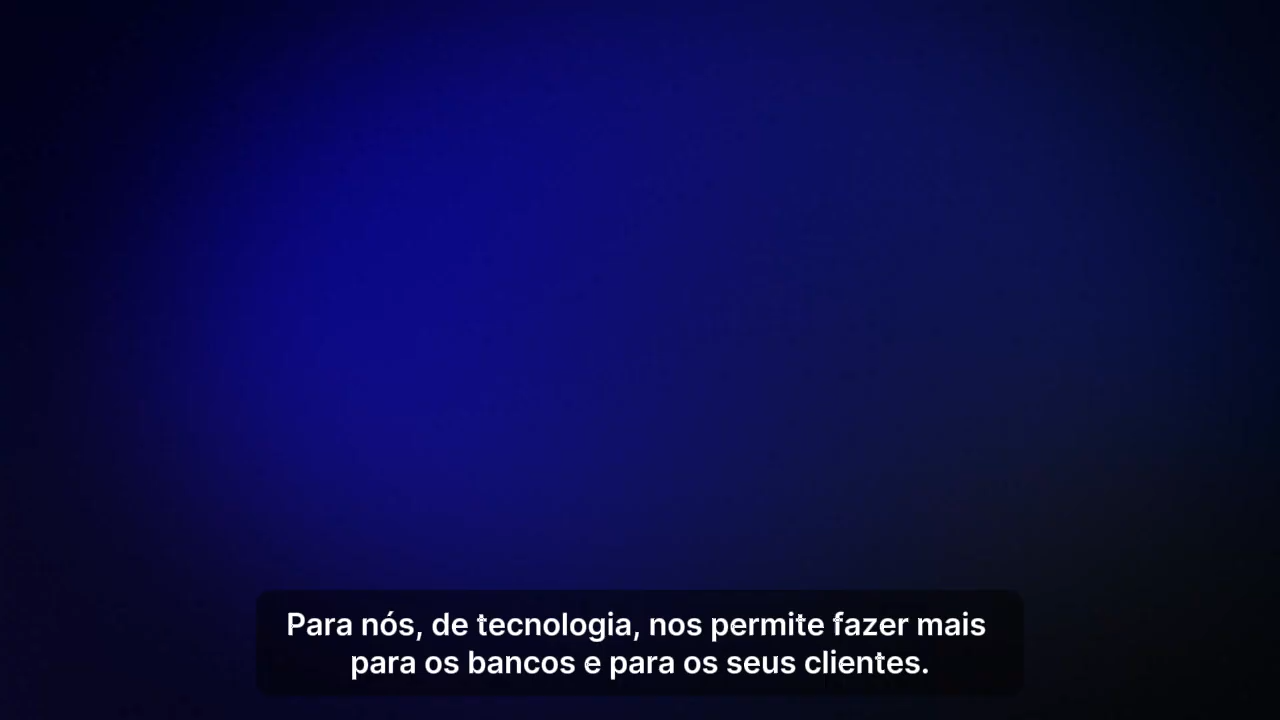 Para nós, de tecnologia, nos permite fazer mais
para os bancos e para os seus clientes.